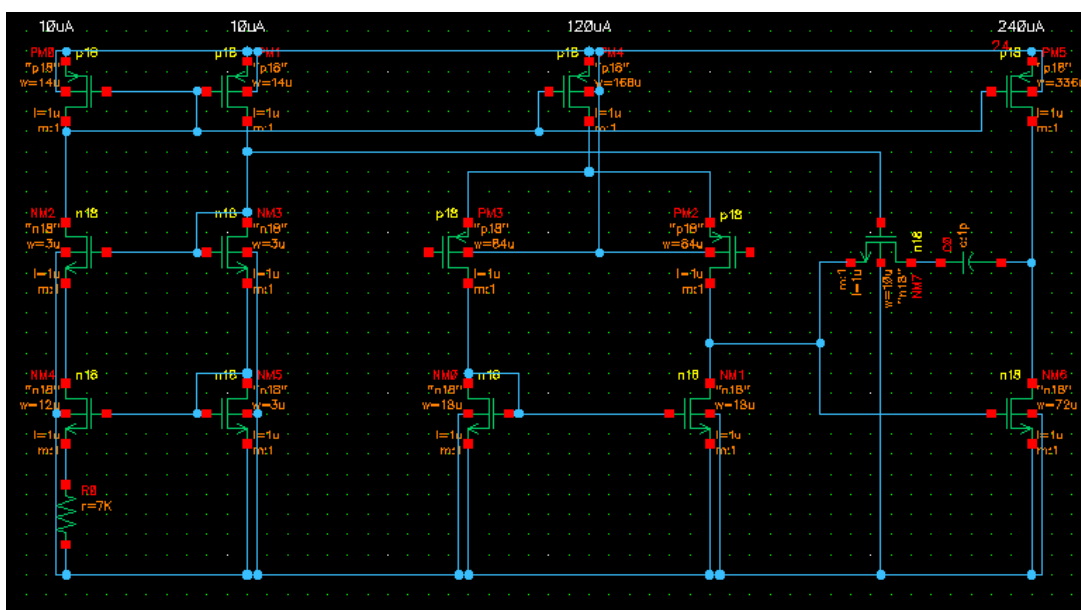 10uA
10uA
120uA
240uA
PM0
p18
"p18"
w=14u
l=1u
m:1
p18
PM1
"p18"
w=14u
l=1u
m:1
p18
PM4
"p18"
w=168u
l=1u
m:1
24
p18
PM5
"p18"
w=336u
l=1u
m:1
NM2
n18
"n18"
w=3u
l=1u
m:1
n18
NM3
"n18"
w=3u
l=1u
m:1
p18
PM3
"p18"
w=84u
l=1u
m:1
PM2
p18
"p18"
w=84u
l=1u
m:1
n18
NM7
"n18"
w=10u
l=1u
m:1
C0
c:1p
NM4
n18
"n18"
w=12u
l=1u
m:1
n18
NM5
"n18"
w=3u
l=1u
m:1
NM0
n18
"n18"
w=18u
l=1u
m:1
n18
NM1
"n18"
w=18u
l=1u
m:1
n18
NM6
"n18"
w=72u
l=1u
m:1
R0
r=7K